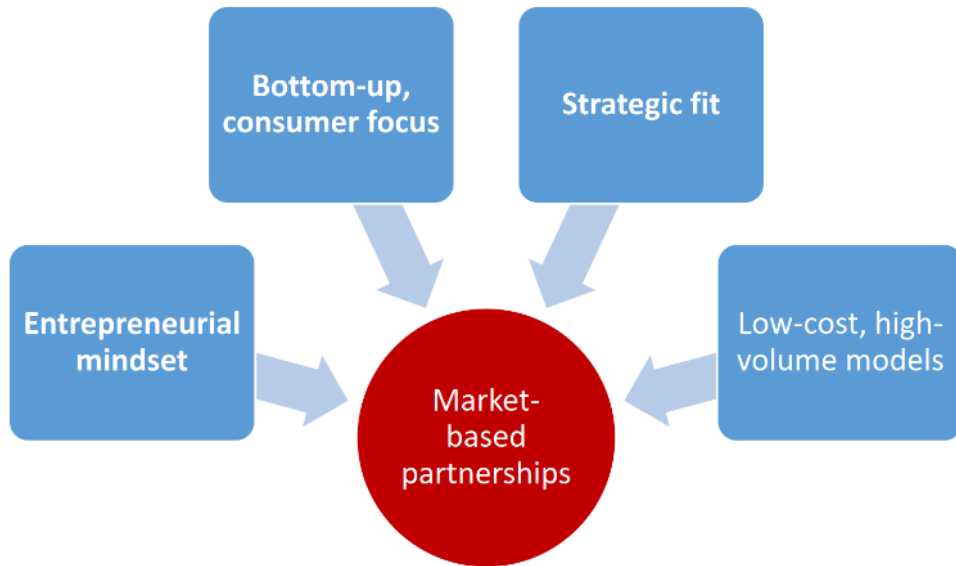 Bottom-up,
consumer focus
Strategic fit
Entrepreneurial
mindset
Low-cost, high-
volume models
Market-
based
partnerships